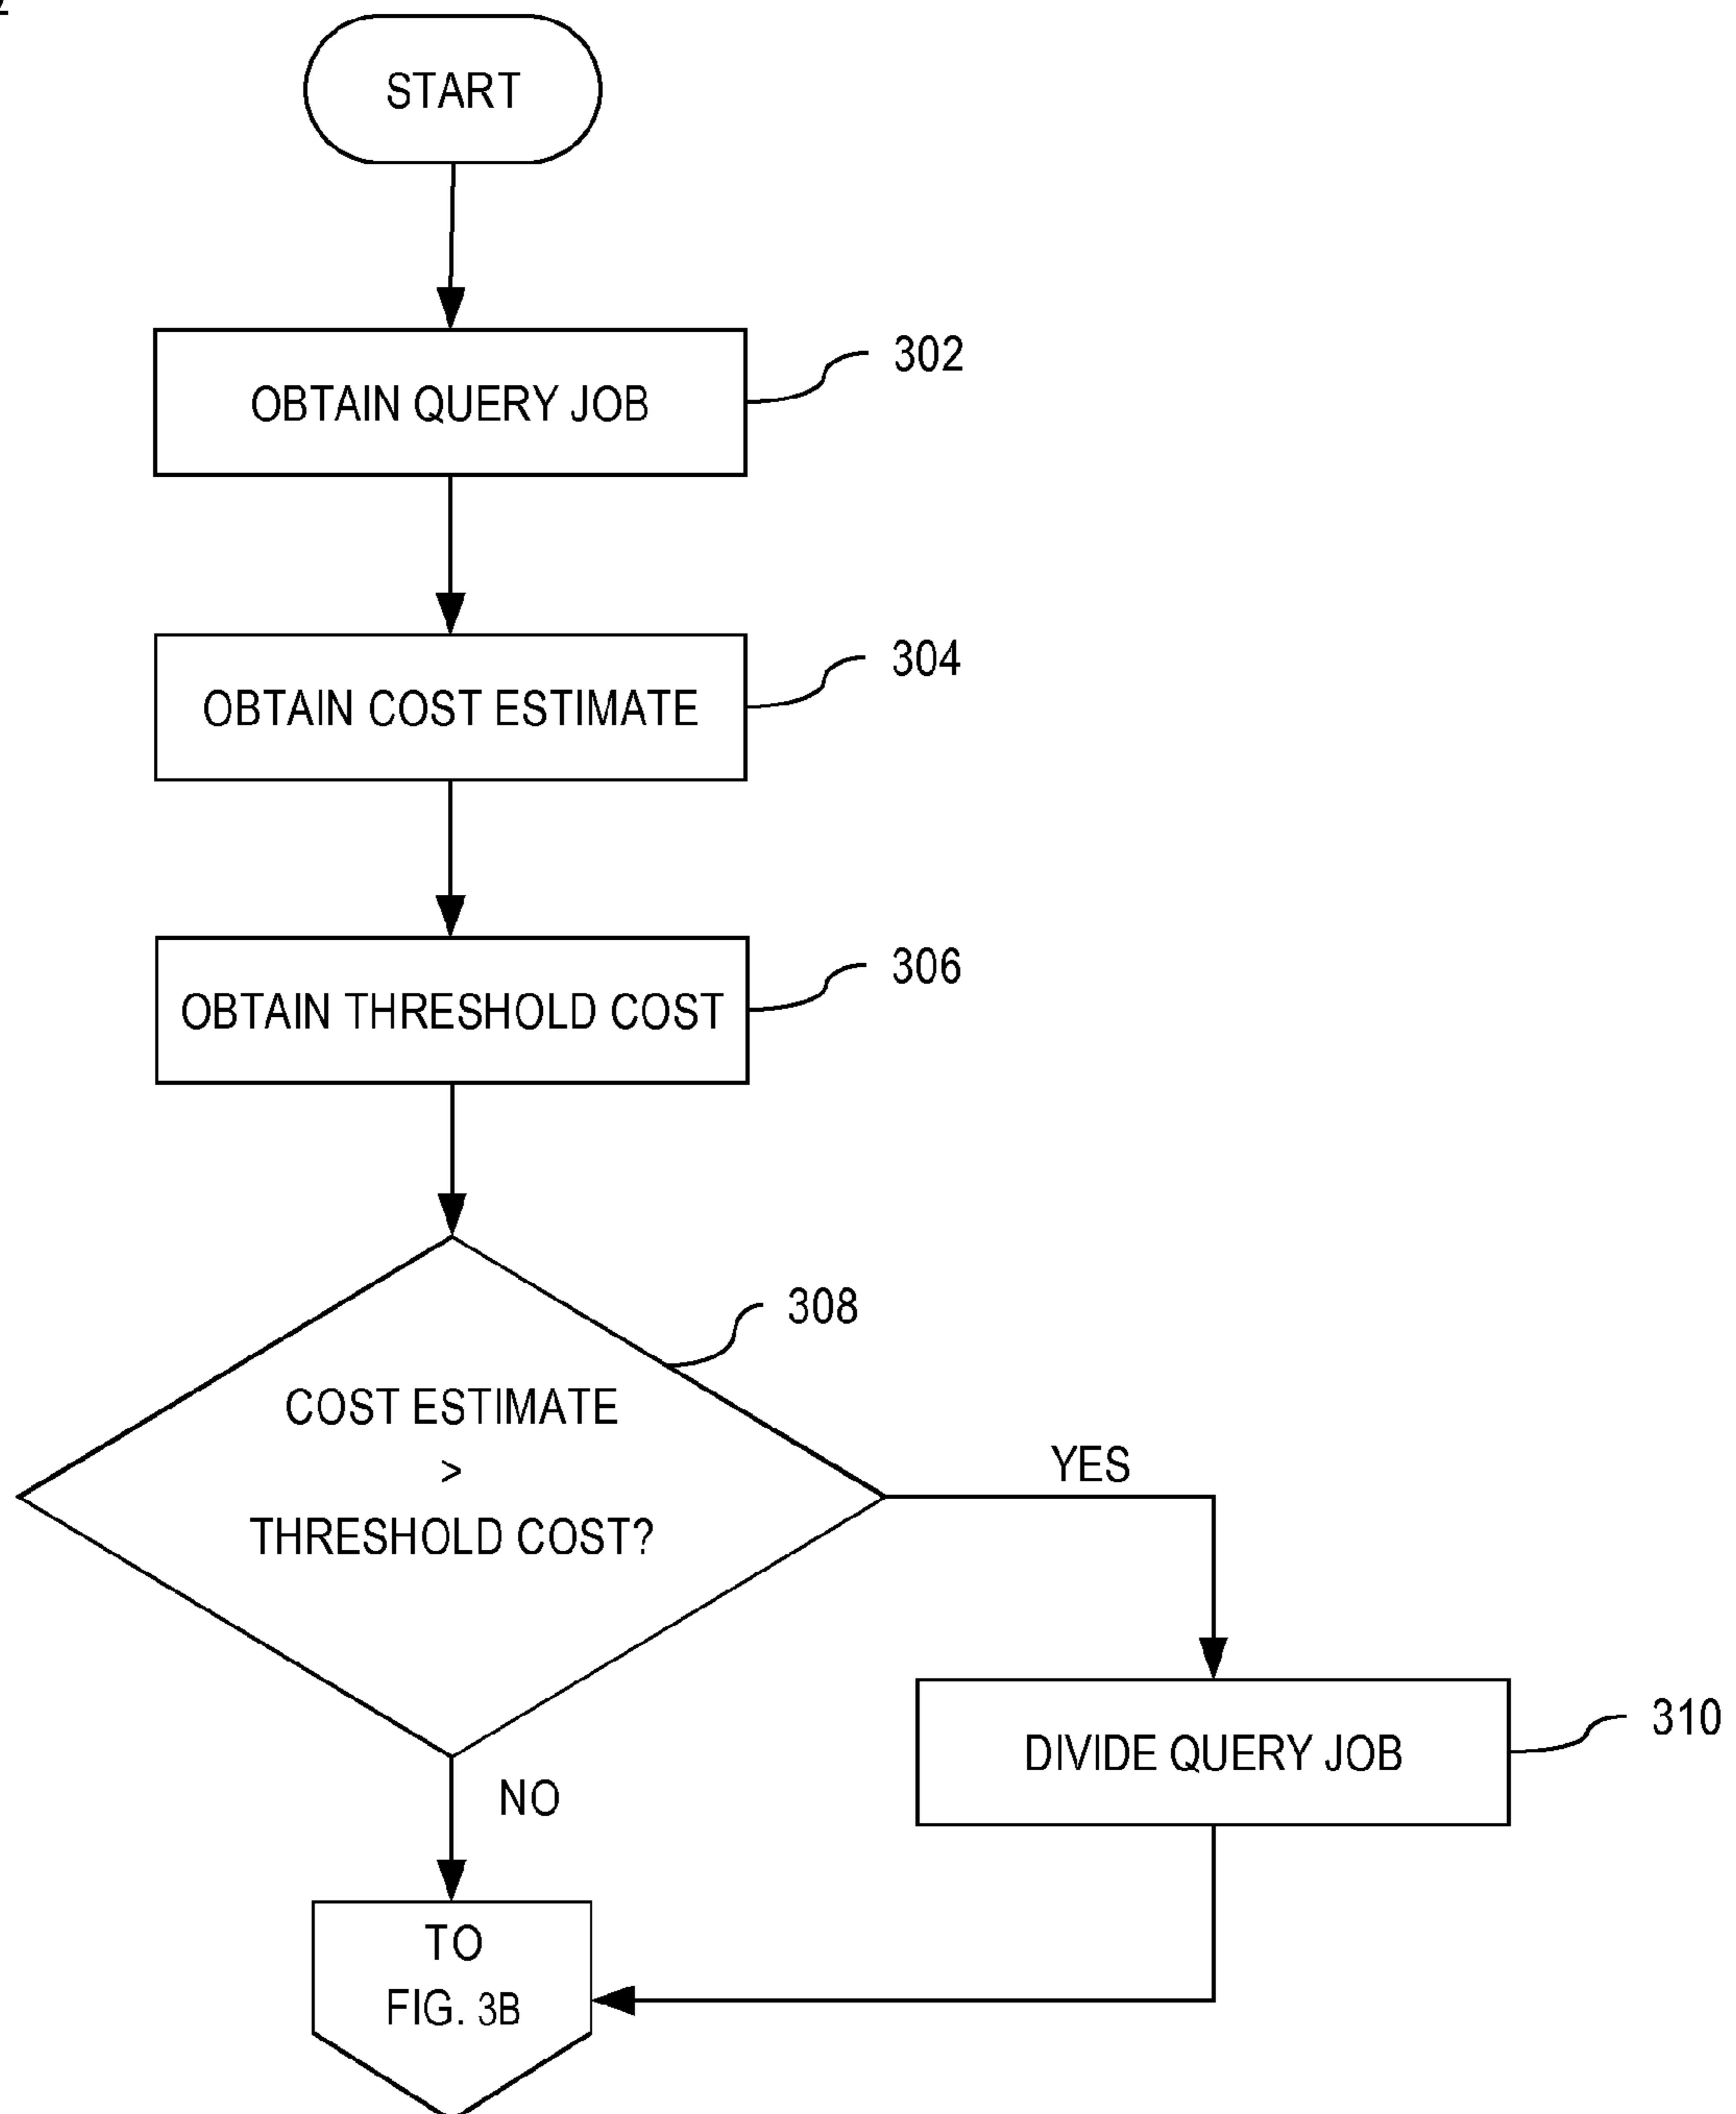 START
OBTAIN QUERY JOB
302
OBTAIN COST ESTIMATE
304
OBTAIN THRESHOLD COST
306
308
COST ESTIMATE
>
THRESHOLD COST?
YES
DIVIDE QUERY JOB
310
NO
TO
FIG. 3B